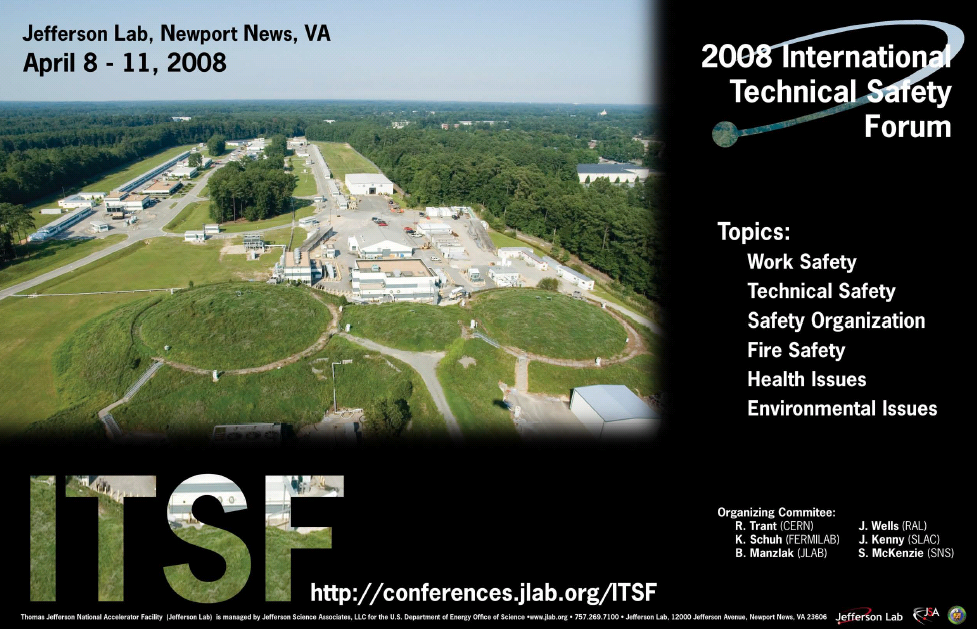 Jefferson Lab, Newport News, VA
April 8 - 11, 2008
2008 International
Technical Safety
Forum
Topics:
Work Safety
Technical Safety
Safety Organization
Fire Safety
Health Issues
Environmental Issues
Organizing Commitee:
R. Trant (CERN)
K. Schuh (FERMILAB)
B. Manzlak (JLAB)
J. Wells (RAL)
J. Kenny (SLAC)
S. McKenzie (SNS)
ITSF
http://conferences.jlab.org/ITSF
Thomas Jefferson National Accelerator Facility (Jefferson Lab) is managed by Jefferson Science Associates, LLC for the U.S. Department of Energy Office of Science •www.jlab.org • 757.269.7100 • Jefferson Lab, 12000 Jefferson Avenue, Newport News, VA 23606
Jefferson Lab
JSA